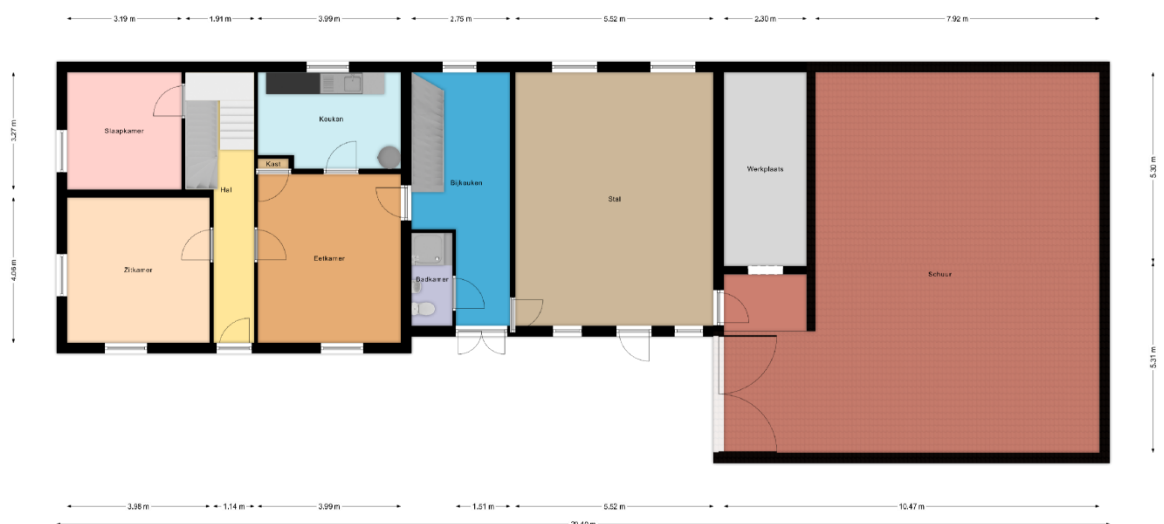 3.19 m 1.91 m 3.99 m 2.75 m 5.52 m 2.30 m 7.92 m
3.27 m
4.06 m
5.30 m
5.31 m
Slaapkamer
Keuken
Kast
Hal
Bijkeuken
Werkplaats
Stal
Zitkamer
Eetkamer
Badkamer
Schuur
3.98 m 1.14 m 3.99 m 1.51 m 5.52 m 10.47 m